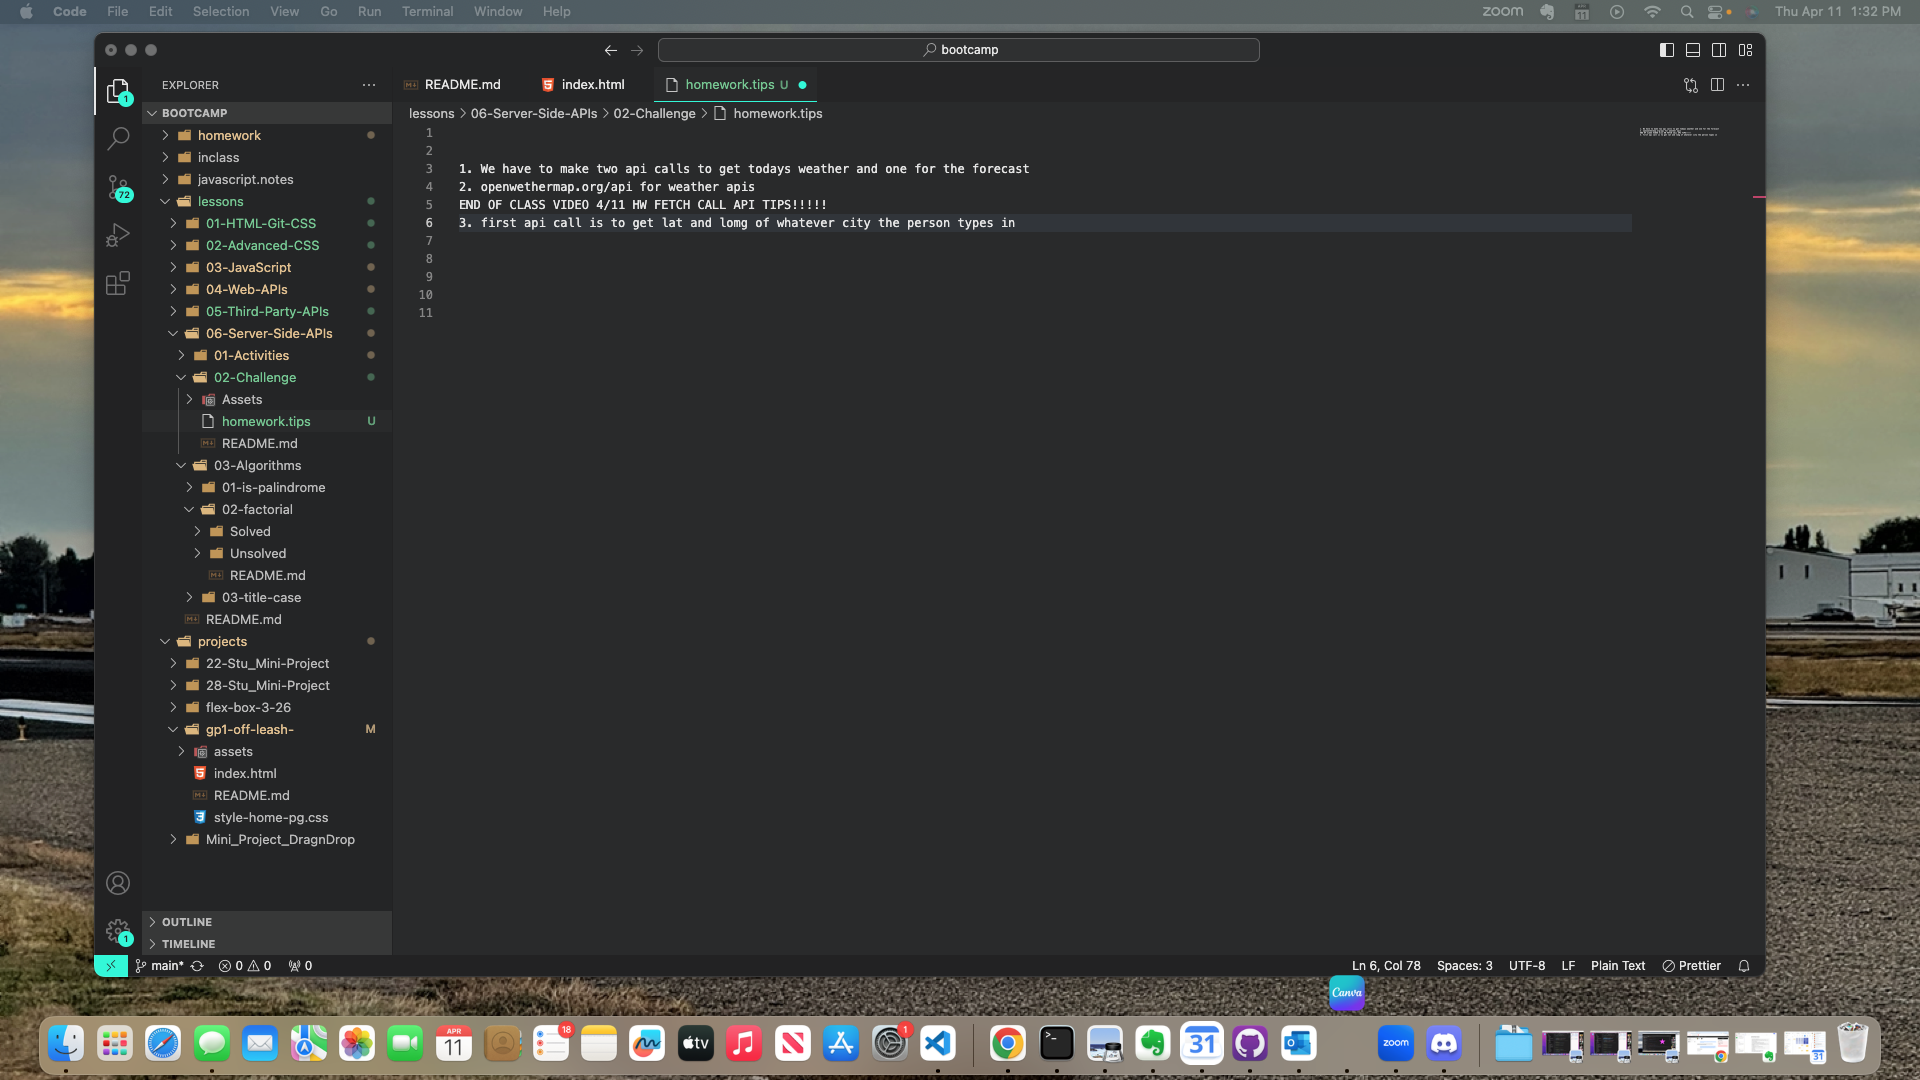 Code File Edit Selection View Go Run Terminal Window Help zoom 11 Thu Apr 11 1:32 PM
bootcamp
EXPLORER
README.md index.html homework.tips U
BOOTCAMP
lessons > 06-Server-Side-APIs > 02-Challenge > homework.tips
homework
inclass
javascript.notes
lessons
01-HTML-Git-CSS
02-Advanced-CSS
03-JavaScript
04-Web-APIs
05-Third-Party-APIs
06-Server-Side-APIs
01-Activities
02-Challenge
Assets
homework.tips U
README.md
03-Algorithms
01-is-palindrome
02-factorial
Solved
Unsolved
README.md
03-title-case
README.md
projects
22-Stu_Mini-Project
28-Stu_Mini-Project
flex-box-3-26
gp1-off-leash- M
assets
index.html
README.md
style-home-pg.css
Mini_Project_DragnDrop
OUTLINE
TIMELINE
1
72
1
1
2
3 1. We have to make two api calls to get todays weather and one for the forecast
4 2. openwethermap.org/api for weather apis
5 END OF CLASS VIDEO 4/11 HW FETCH CALL API TIPS!!!!!
6 3. first api call is to get lat and lomg of whatever city the person types in
7
8
9
10
11
main* 0 0 0 Ln 6, Col 78 Spaces: 3 UTF-8 LF Plain Text Prettier
Canva
APR 11 18 tv 1 31 zoom